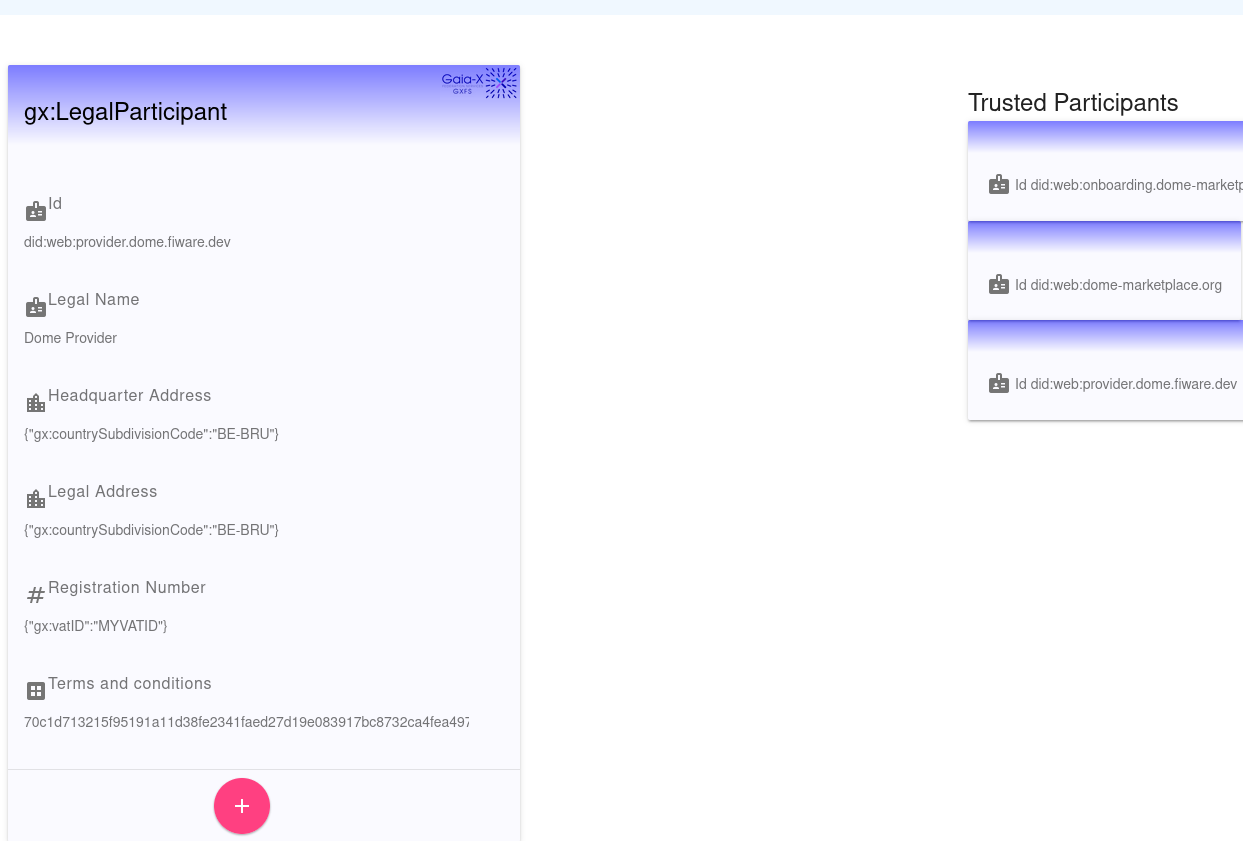 Gaia-X
GXFS
gx:LegalParticipant
Id
did:web:provider.dome.fiware.dev
Legal Name
Dome Provider
Headquarter Address
{"gx:countrySubdivisionCode":"BE-BRU"}
Legal Address
{"gx:countrySubdivisionCode":"BE-BRU"}
Registration Number
{"gx:vatID":"MYVATID"}
Terms and conditions
70c1d713215f95191a11d38fe2341faed27d19e083917bc8732ca4fea497
Trusted Participants
Id did:web:onboarding.dome-marketp
Id did:web:dome-marketplace.org
Id did:web:provider.dome.fiware.dev